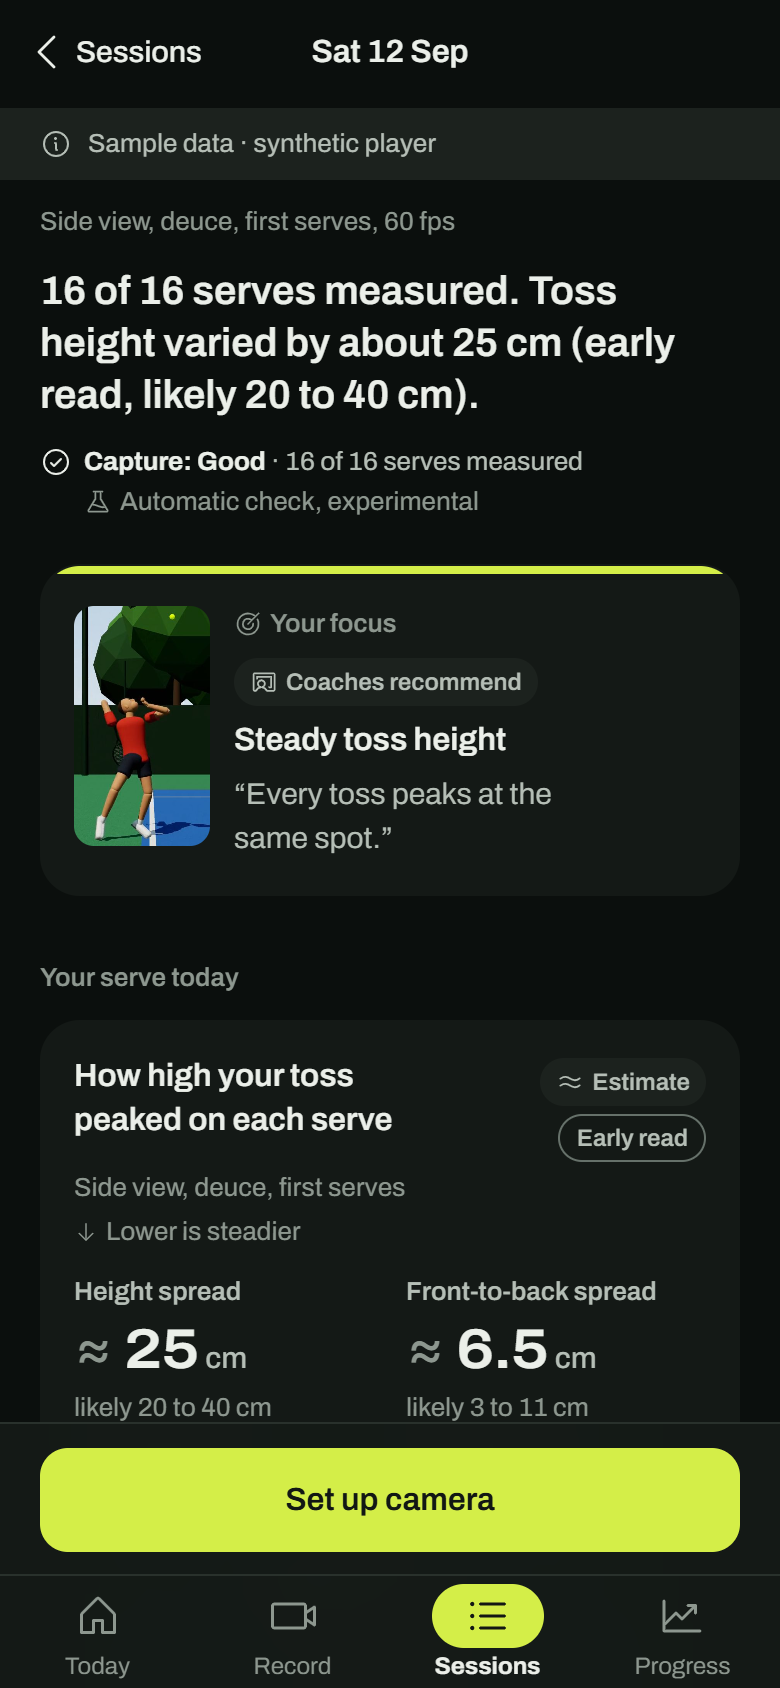 Sessions
Sat 12 Sep
Sample data · synthetic player
Side view, deuce, first serves, 60 fps
16 of 16 serves measured. Toss
height varied by about 25 cm (early
read, likely 20 to 40 cm).
Capture: Good · 16 of 16 serves measured
Automatic check, experimental
Your focus
Coaches recommend
Steady toss height
“Every toss peaks at the
same spot.”
Your serve today
How high your toss
peaked on each serve
≈ Estimate
Early read
Side view, deuce, first serves
↓ Lower is steadier
Height spread
≈ 25 cm
likely 20 to 40 cm
Front-to-back spread
≈ 6.5 cm
likely 3 to 11 cm
Set up camera
Today
Record
Sessions
Progress